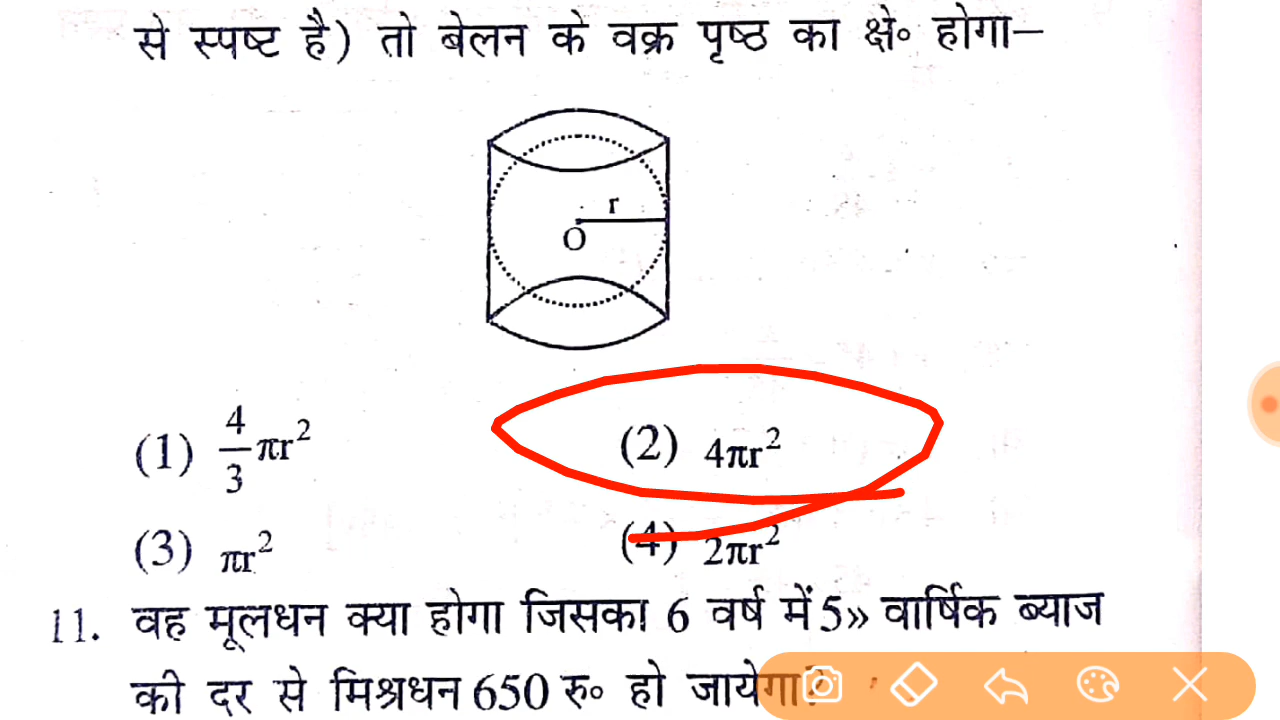 से स्पष्ट है) तो बेलन के वक्र पृष्ठ का क्षे॰ होगा–
r
O
(1) 4/3 πr²
(2) 4πr²
(3) πr²
(4) 2πr²
11. वह मूलधन क्या होगा जिसका 6 वर्ष में 5» वार्षिक ब्याज
की दर से मिश्रधन 650 रु॰ हो जायेगा?